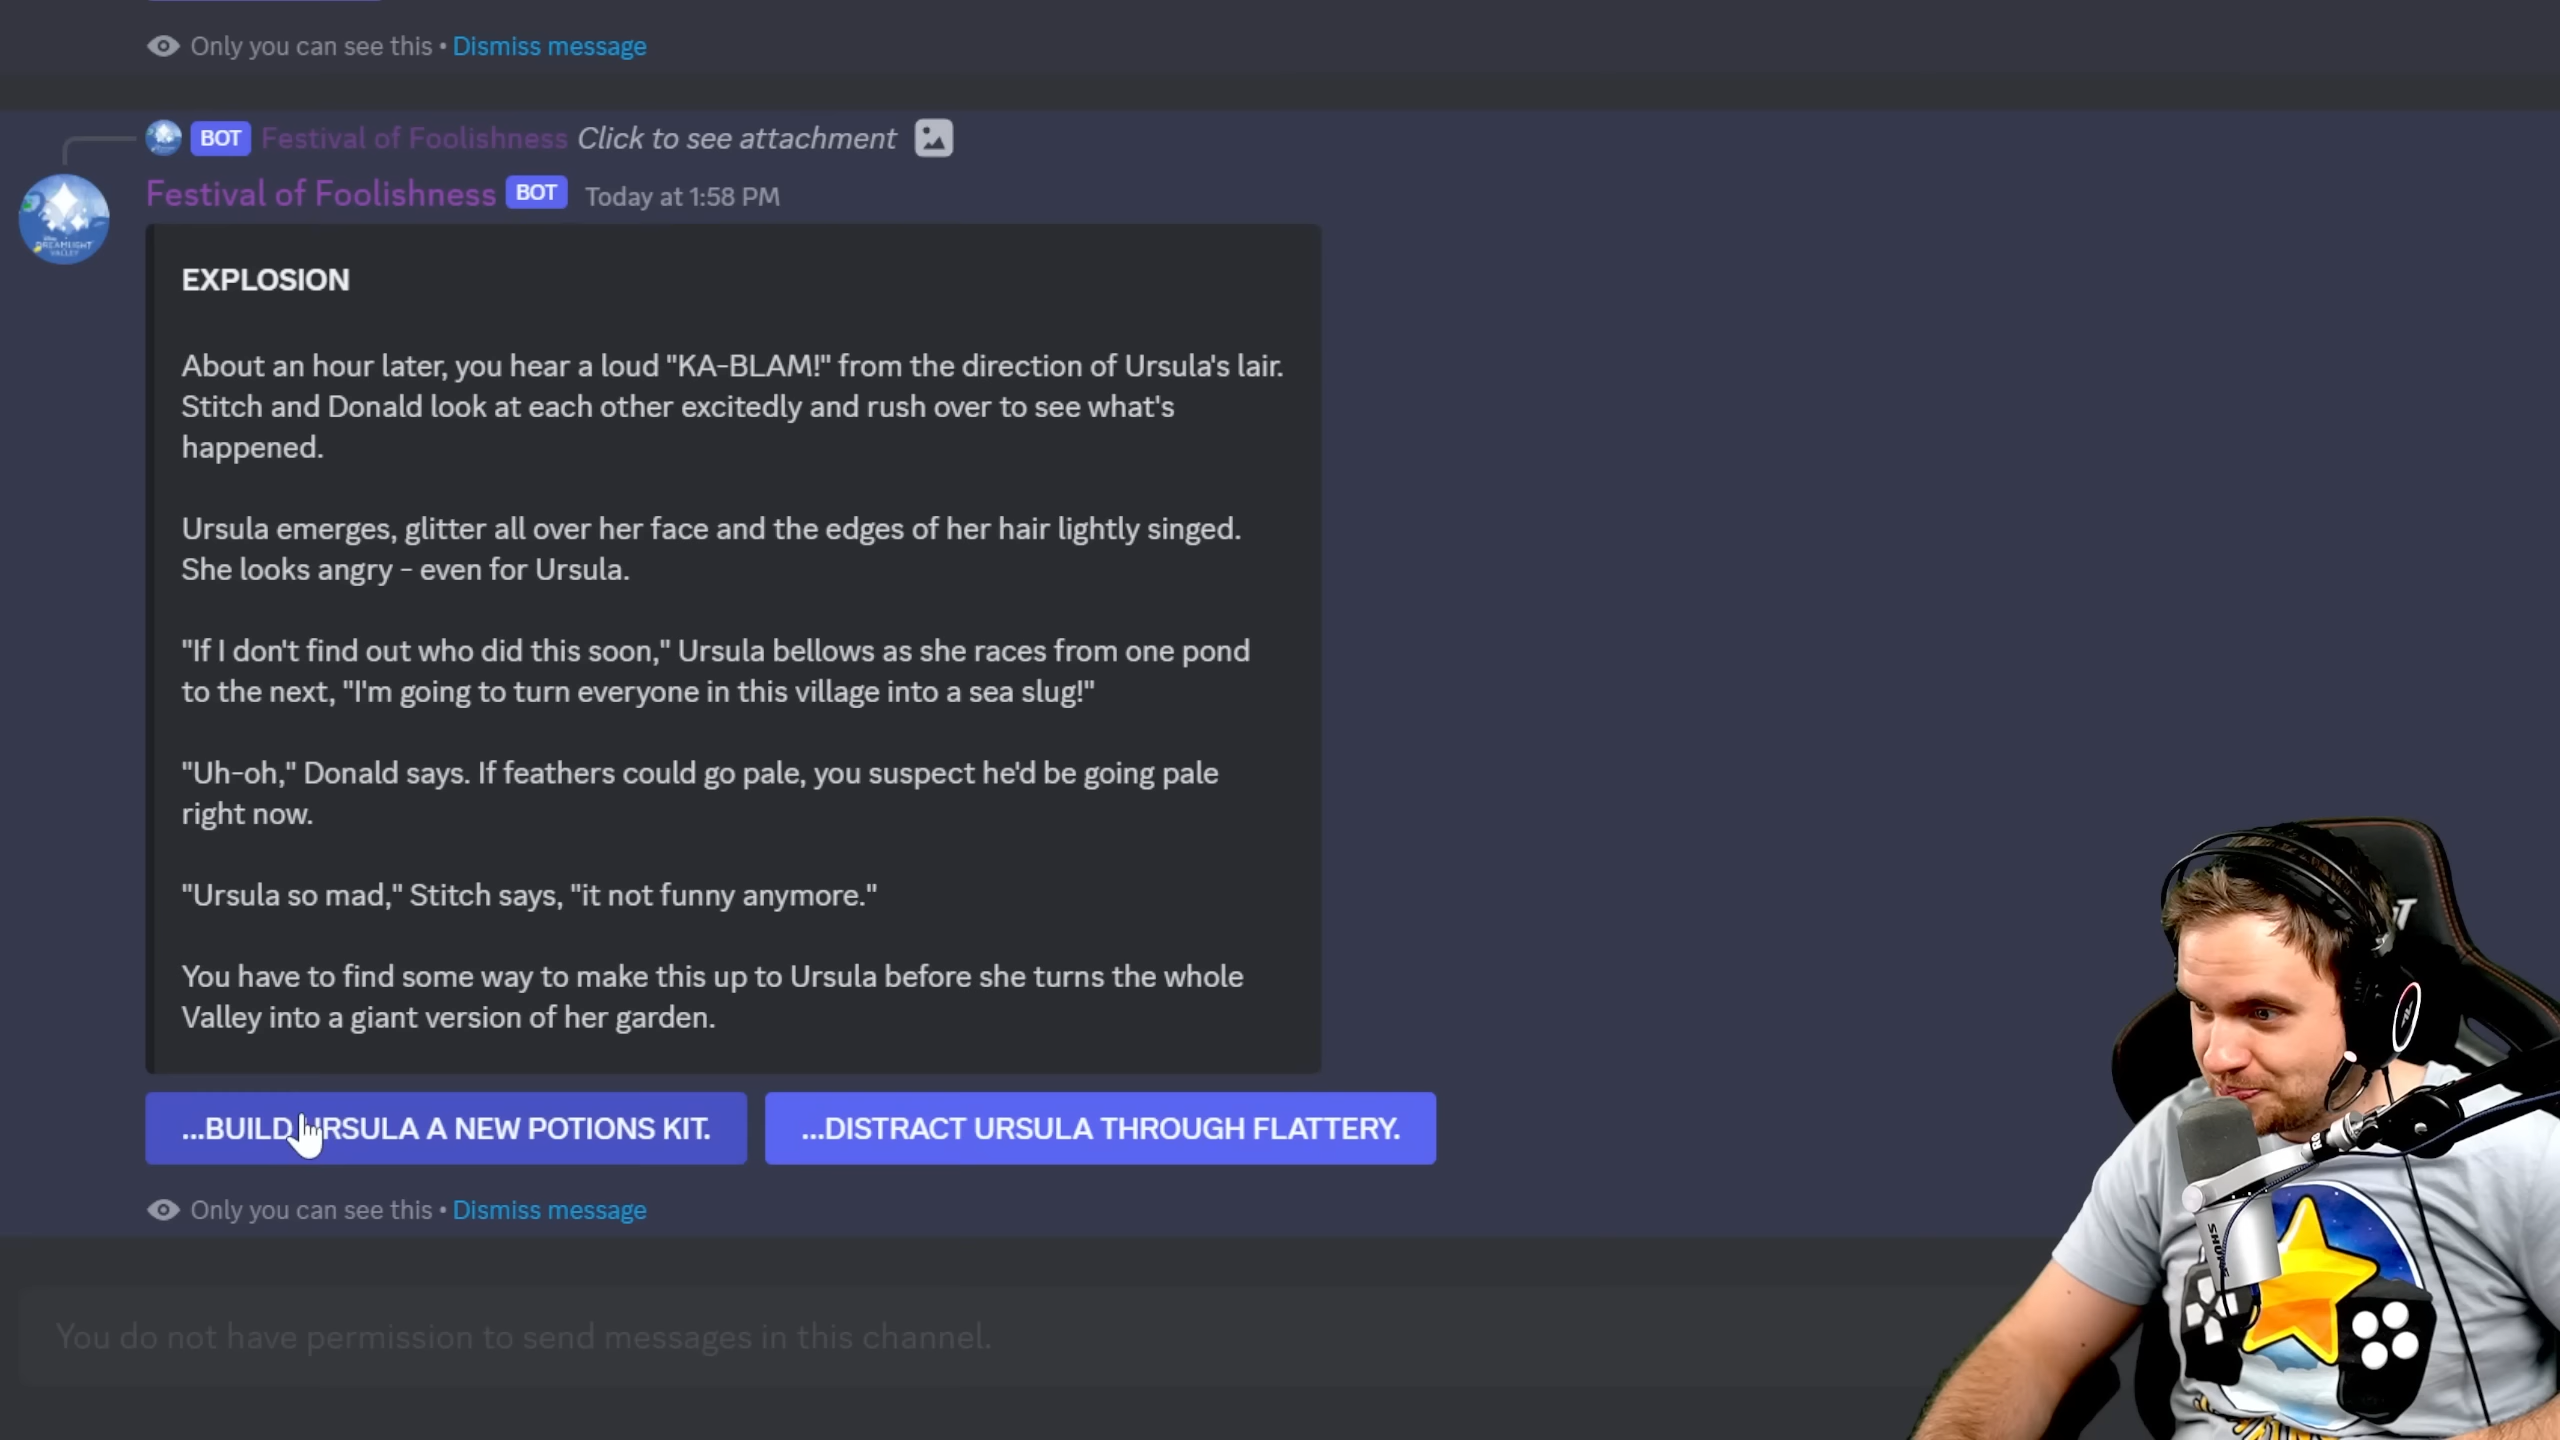 Only you can see this • Dismiss message
BOT Festival of Foolishness Click to see attachment
Festival of Foolishness BOT Today at 1:58 PM
DREAMLIGHT
VALLEY
EXPLOSION
About an hour later, you hear a loud "KA-BLAM!" from the direction of Ursula's lair.
Stitch and Donald look at each other excitedly and rush over to see what's
happened.
Ursula emerges, glitter all over her face and the edges of her hair lightly singed.
She looks angry - even for Ursula.
"If I don't find out who did this soon," Ursula bellows as she races from one pond
to the next, "I'm going to turn everyone in this village into a sea slug!"
"Uh-oh," Donald says. If feathers could go pale, you suspect he'd be going pale
right now.
"Ursula so mad," Stitch says, "it not funny anymore."
You have to find some way to make this up to Ursula before she turns the whole
Valley into a giant version of her garden.
...BUILD URSULA A NEW POTIONS KIT. ...DISTRACT URSULA THROUGH FLATTERY.
Only you can see this • Dismiss message
You do not have permission to send messages in this channel.
SHURE